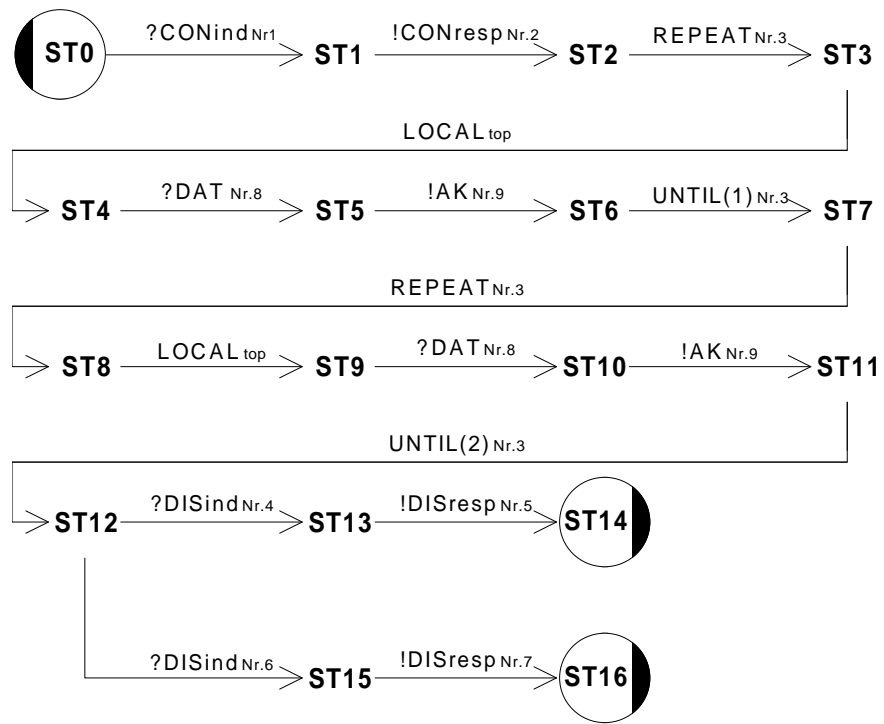 ST0 ?CONind Nr1 ST1 !CONresp Nr.2 ST2 REPEAT Nr.3 ST3
LOCAL top
ST4 ?DAT Nr.8 ST5 !AK Nr.9 ST6 UNTIL(1) Nr.3 ST7
REPEAT Nr.3
ST8 LOCAL top ST9 ?DAT Nr.8 ST10 !AK Nr.9 ST11
UNTIL(2) Nr.3
ST12 ?DISind Nr.4 ST13 !DISresp Nr.5 ST14
?DISind Nr.6 ST15 !DISresp Nr.7 ST16